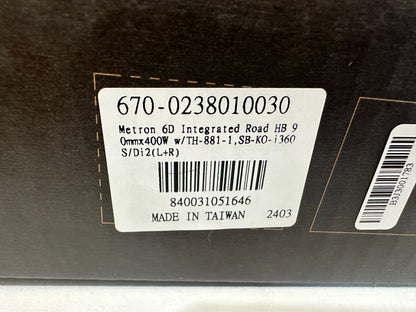 670-0238010030
Metron 6D Integrated Road HB 9
0mmx400W w/TH-881-1,SB-KO-i360
S/Di2(L+R)
840031051646
MADE IN TAIWAN 2403
B3J3001783